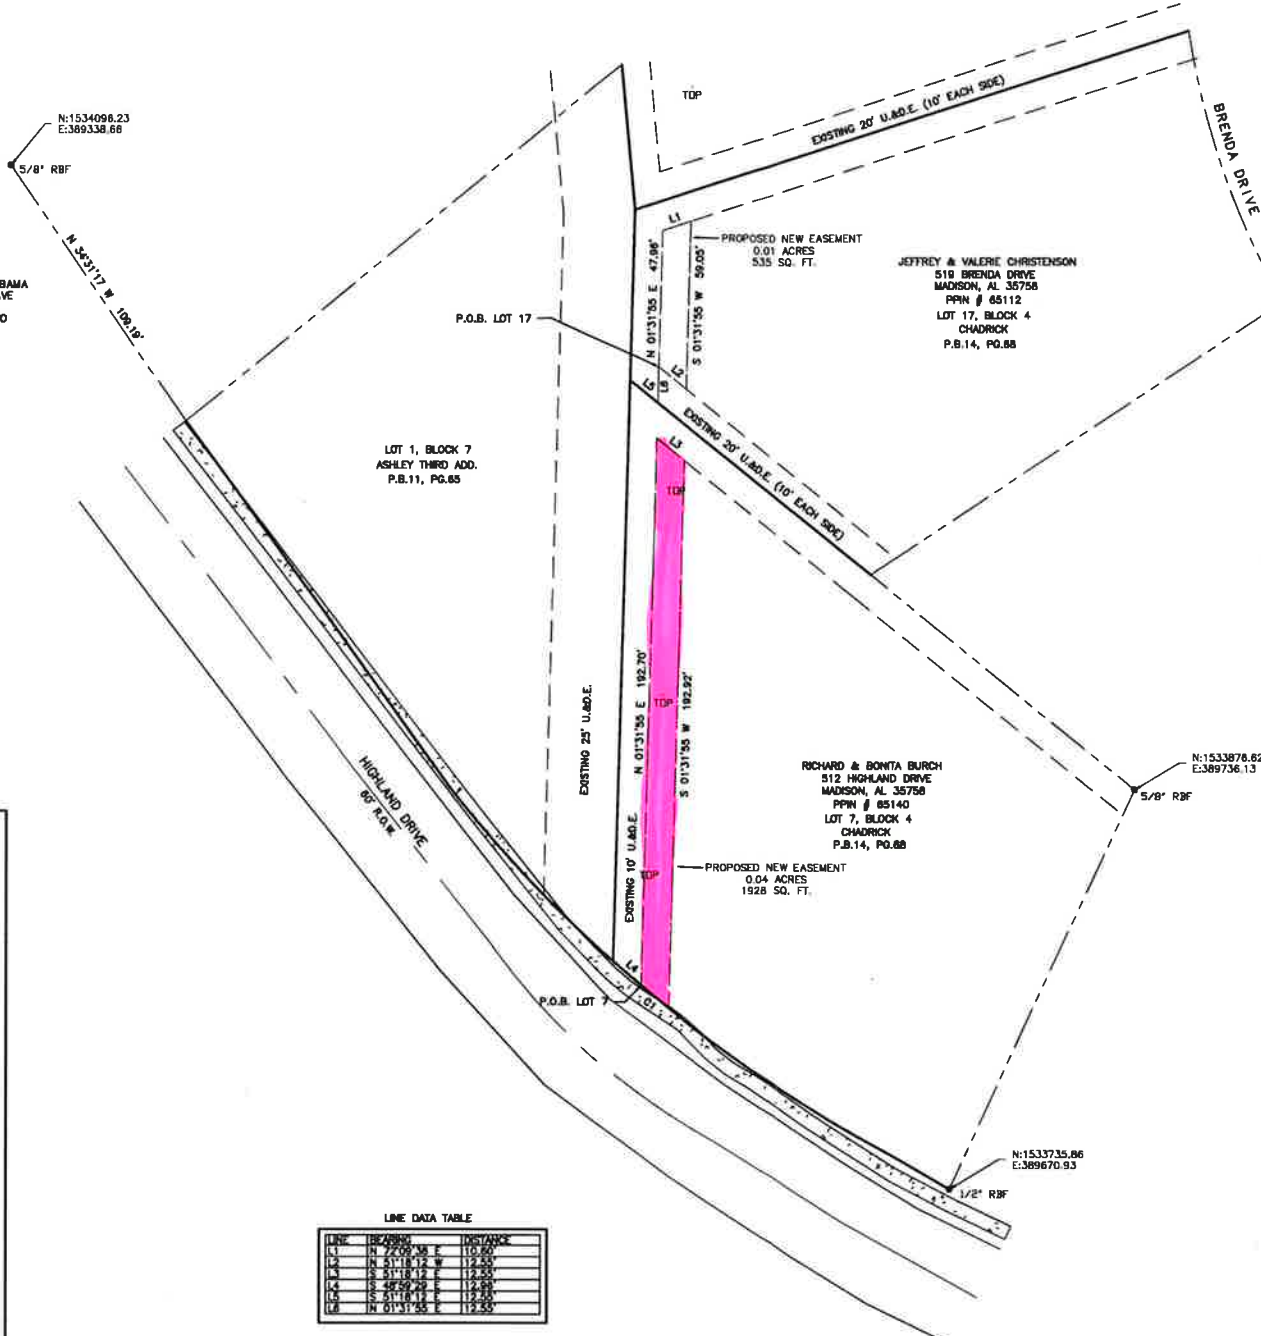 N:1534098.23
E:389338.68
5/8" RBF
N 34°31'17 W 109.19'
BAMA
VE
O
TOP
EXISTING 20' U.&D.E. (10' EACH SIDE)
BRENDA DRIVE
L1
PROPOSED NEW EASEMENT
0.01 ACRES
535 SQ. FT.
N 01°31'55 E 47.96'
S 01°31'55 W 59.05'
JEFFREY & VALERIE CHRISTENSON
519 BRENDA DRIVE
MADISON, AL 35758
PPIN # 65112
LOT 17, BLOCK 4
CHADRICK
P.B.14, PG.68
P.O.B. LOT 17
L2
L5
L6
EXISTING 20' U.&D.E. (10' EACH SIDE)
L3
TOP
LOT 1, BLOCK 7
ASHLEY THIRD ADD.
P.B.11, PG.65
N 01°31'55 E 192.70'
S 01°31'55 W 192.92'
TOP
EXISTING 25' U.&D.E.
EXISTING 10' U.&D.E.
HIGHLAND DRIVE
60' R.O.W.
RICHARD & BONITA BURCH
512 HIGHLAND DRIVE
MADISON, AL 35758
PPIN # 65140
LOT 7, BLOCK 4
CHADRICK
P.B.14, PG.68
N:1533878.62
E:389736.13
5/8" RBF
TOP
PROPOSED NEW EASEMENT
0.04 ACRES
1928 SQ. FT.
L4
C1
P.O.B. LOT 7
N:1533735.86
E:389670.93
1/2" RBF
LINE DATA TABLE
LINE BEARING DISTANCE
L1 N 72°09'38 E 10.60'
L2 N 51°18'12 W 12.55'
L3 S 51°18'12 E 12.55'
L4 S 48°59'29 E 12.96'
L5 S 51°18'12 E 12.55'
L6 N 01°31'55 E 12.55'